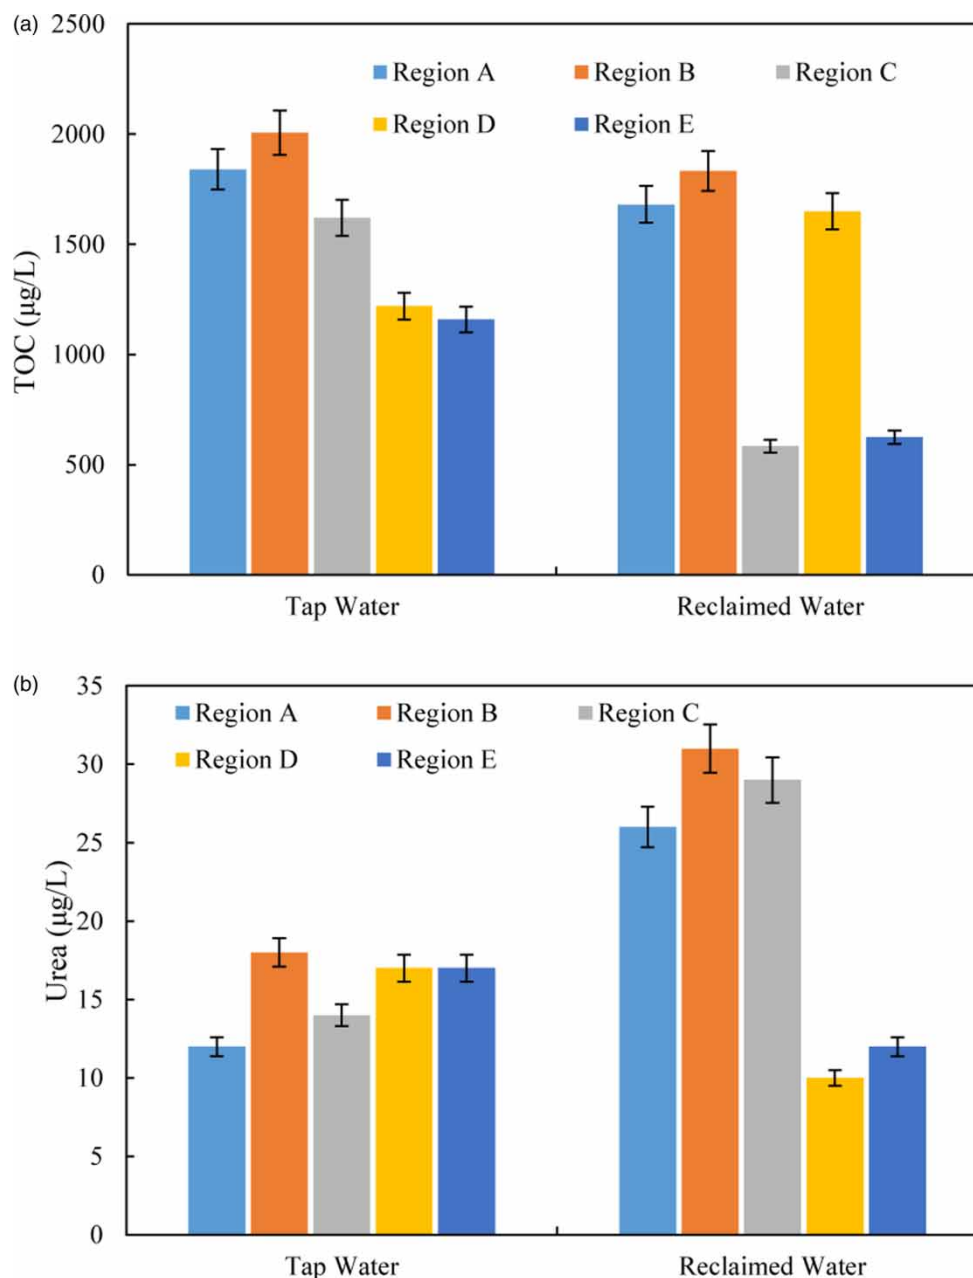 (a)
2500
Region A
Region B
Region C
Region D
Region E
2000
1500
1000
500
0
TOC (µg/L)
Tap Water
Reclaimed Water
(b)
35
Region A
Region B
Region C
Region D
Region E
30
25
20
15
10
5
0
Urea (µg/L)
Tap Water
Reclaimed Water